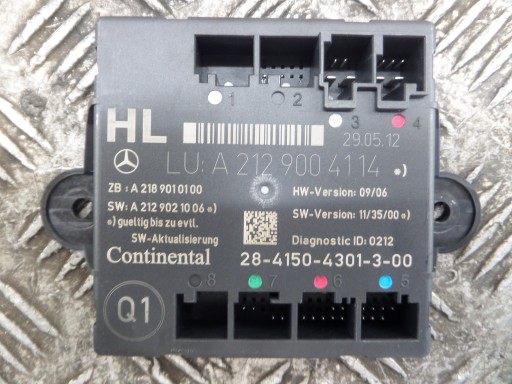 1 2 3 4
HL
29.05.12
LU: A 212 900 41 14 *)
ZB : A 218 901 01 00
HW-Version: 09/06
SW: A 212 902 10 06 *)
SW-Version: 11/35/00 *)
*) gueltig bis zu evtl.
SW-Aktualisierung
Diagnostic ID: 0212
Continental
28-4150-4301-3-00
8 7 6 5
Q1